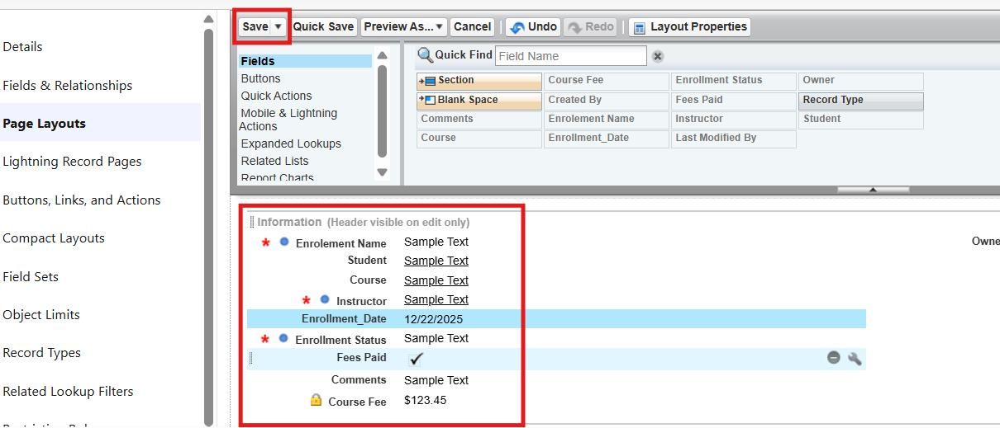 Details
Fields & Relationships
Page Layouts
Lightning Record Pages
Buttons, Links, and Actions
Compact Layouts
Field Sets
Object Limits
Record Types
Related Lookup Filters
Save Quick Save Preview As... Cancel Undo Redo Layout Properties
Fields
Buttons
Quick Actions
Mobile & Lightning
Actions
Expanded Lookups
Related Lists
Report Charts
Quick Find Field Name
Section Course Fee Enrollment Status Owner
Blank Space Created By Fees Paid Record Type
Comments Enrolement Name Instructor Student
Course Enrollment_Date Last Modified By
Information (Header visible on edit only)
* Enrolement Name Sample Text Owne
Student Sample Text
Course Sample Text
* Instructor Sample Text
Enrollment_Date 12/22/2025
* Enrollment Status Sample Text
Fees Paid
Comments Sample Text
Course Fee $123.45